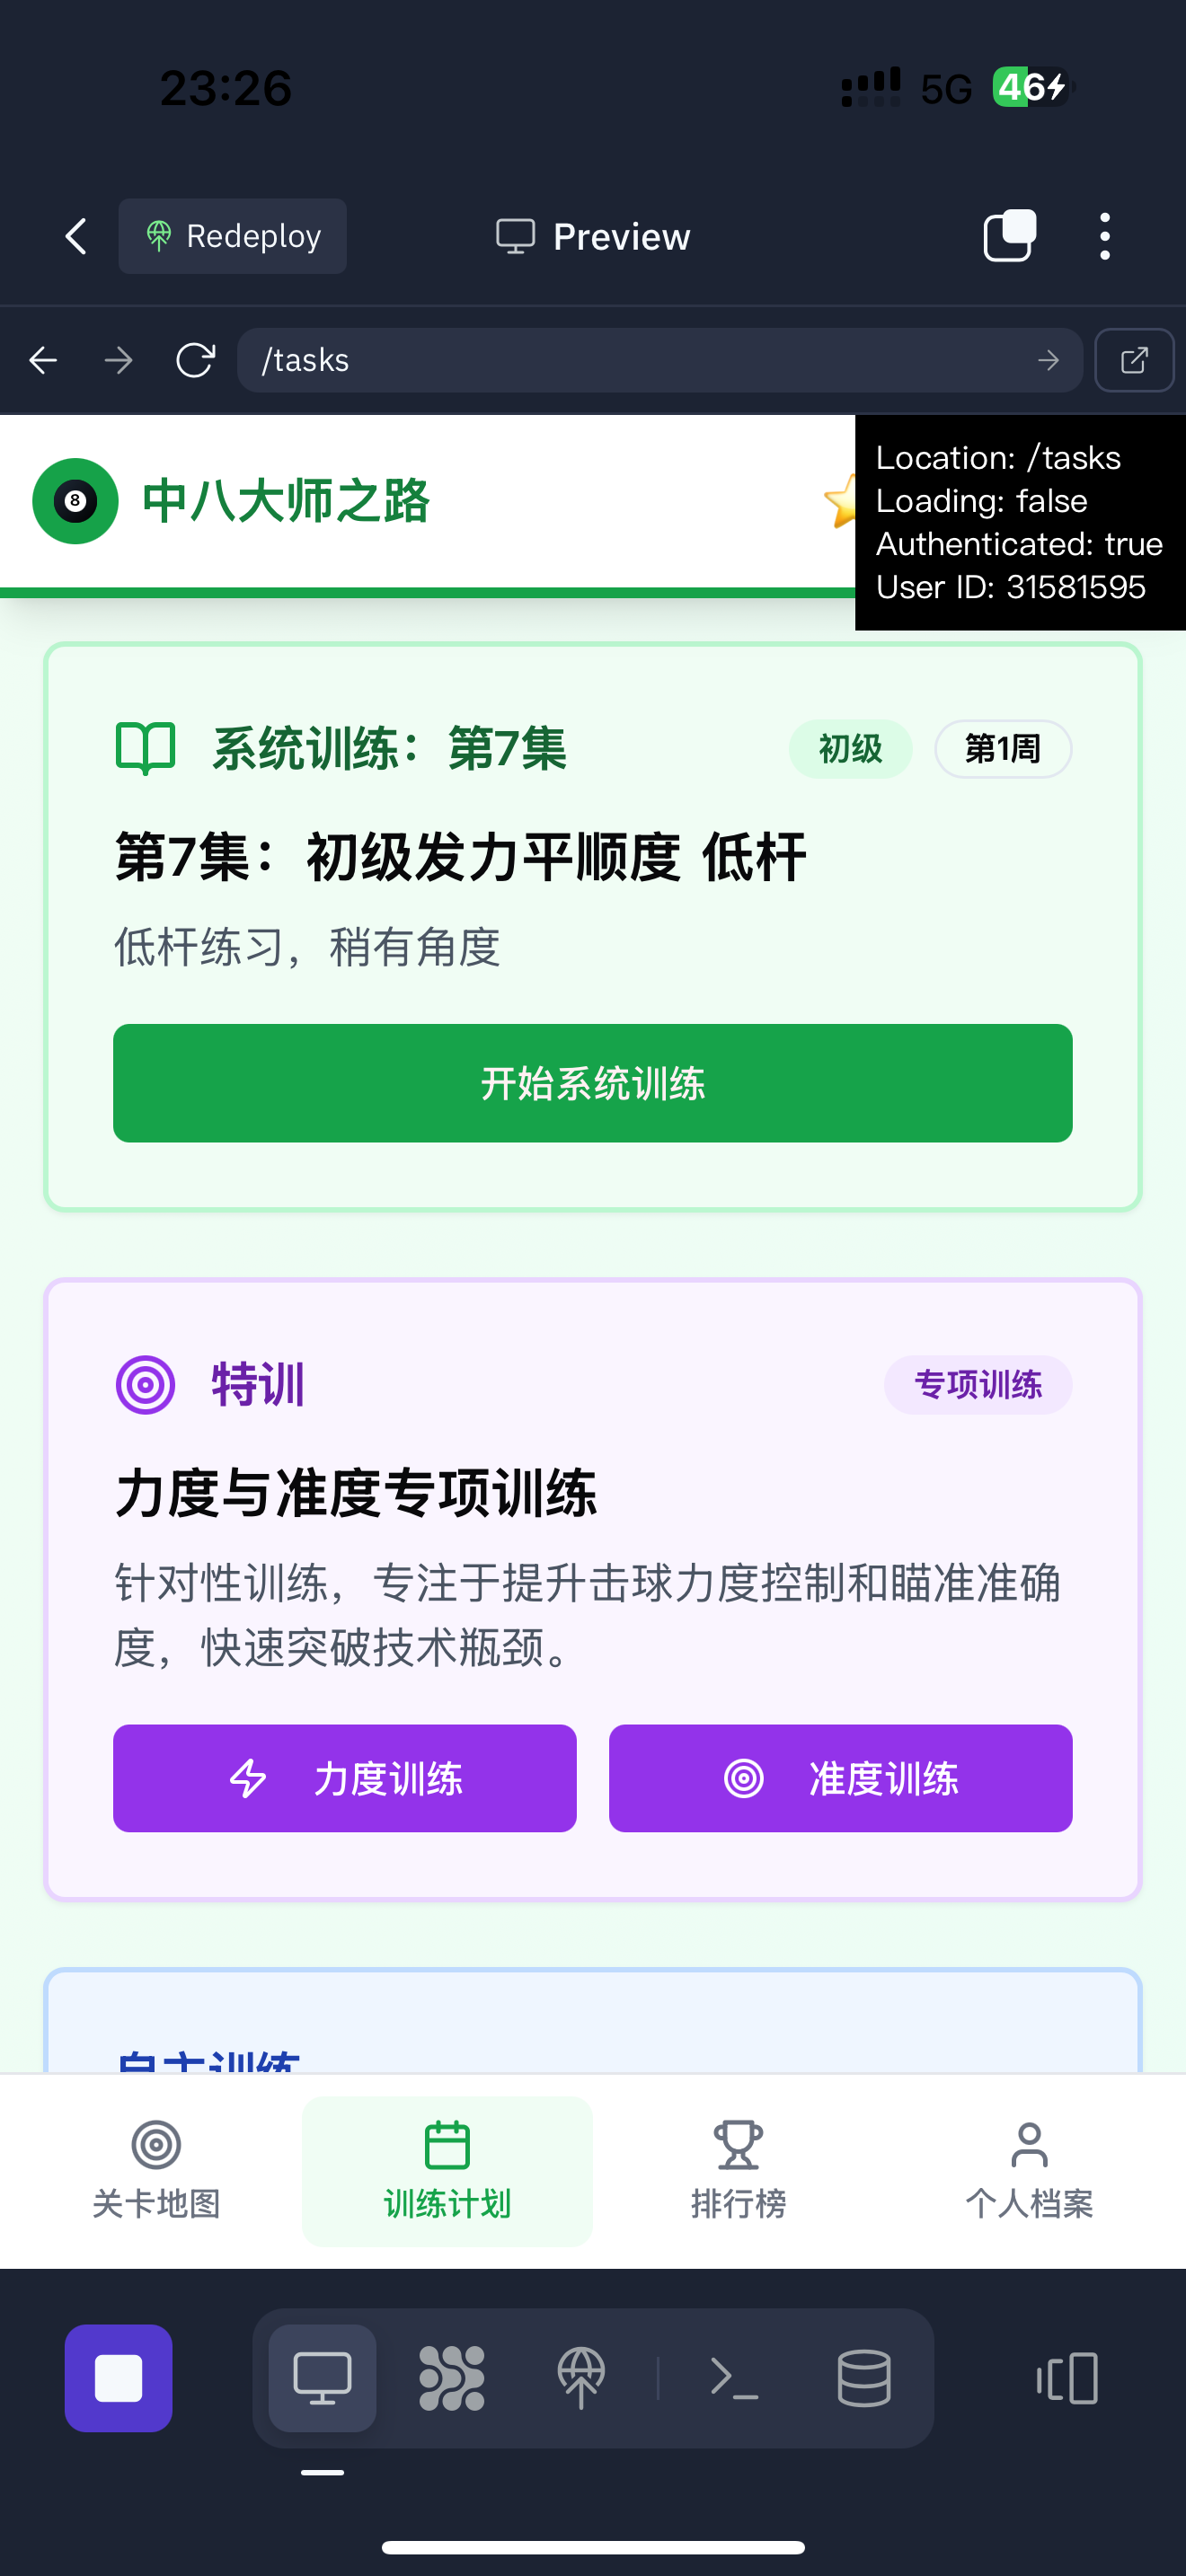 23:26
5G
46
Redeploy
Preview
/tasks
8
中八大师之路
Location: /tasks
Loading: false
Authenticated: true
User ID: 31581595
系统训练：第7集
初级
第1周
第7集：初级发力平顺度 低杆
低杆练习，稍有角度
开始系统训练
特训
专项训练
力度与准度专项训练
针对性训练，专注于提升击球力度控制和瞄准准确
度，快速突破技术瓶颈。
力度训练
准度训练
自主训练
关卡地图
训练计划
排行榜
个人档案